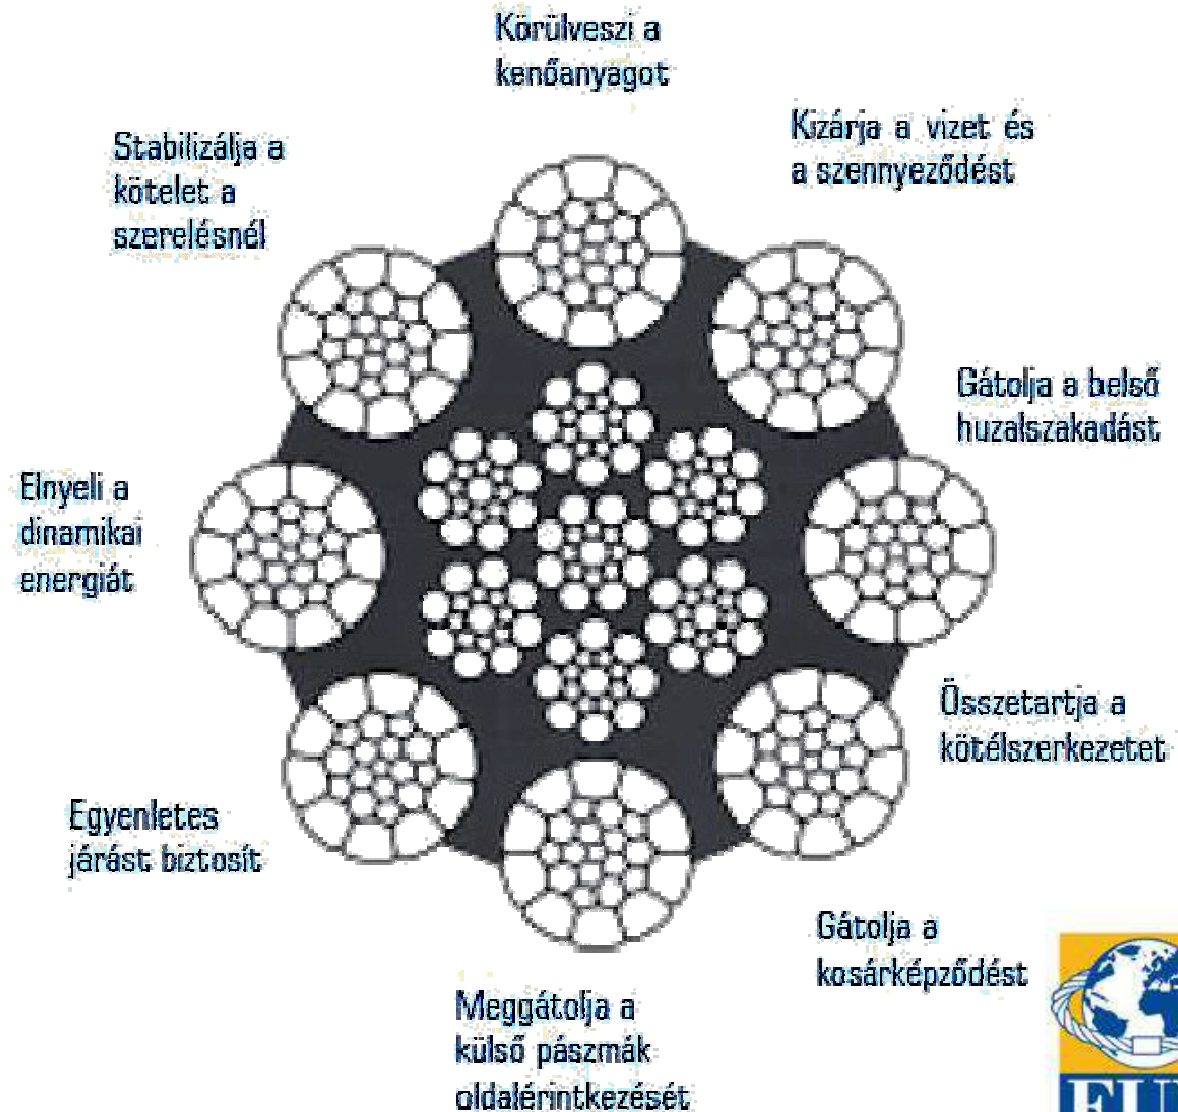 Körülveszi a
kenőanyagot
Kizárja a vizet és
a szennyeződést
Stabilizálja a
kötelet a
szerelésnél
Gátolja a belső
huzalszakadást
Elnyeli a
dinamikai
energiát
Összetartja a
kötélszerkezetet
Egyenletes
járást biztosít
Gátolja a
kosárképződést
Meggátolja a
külső pászmák
oldalérintkezését